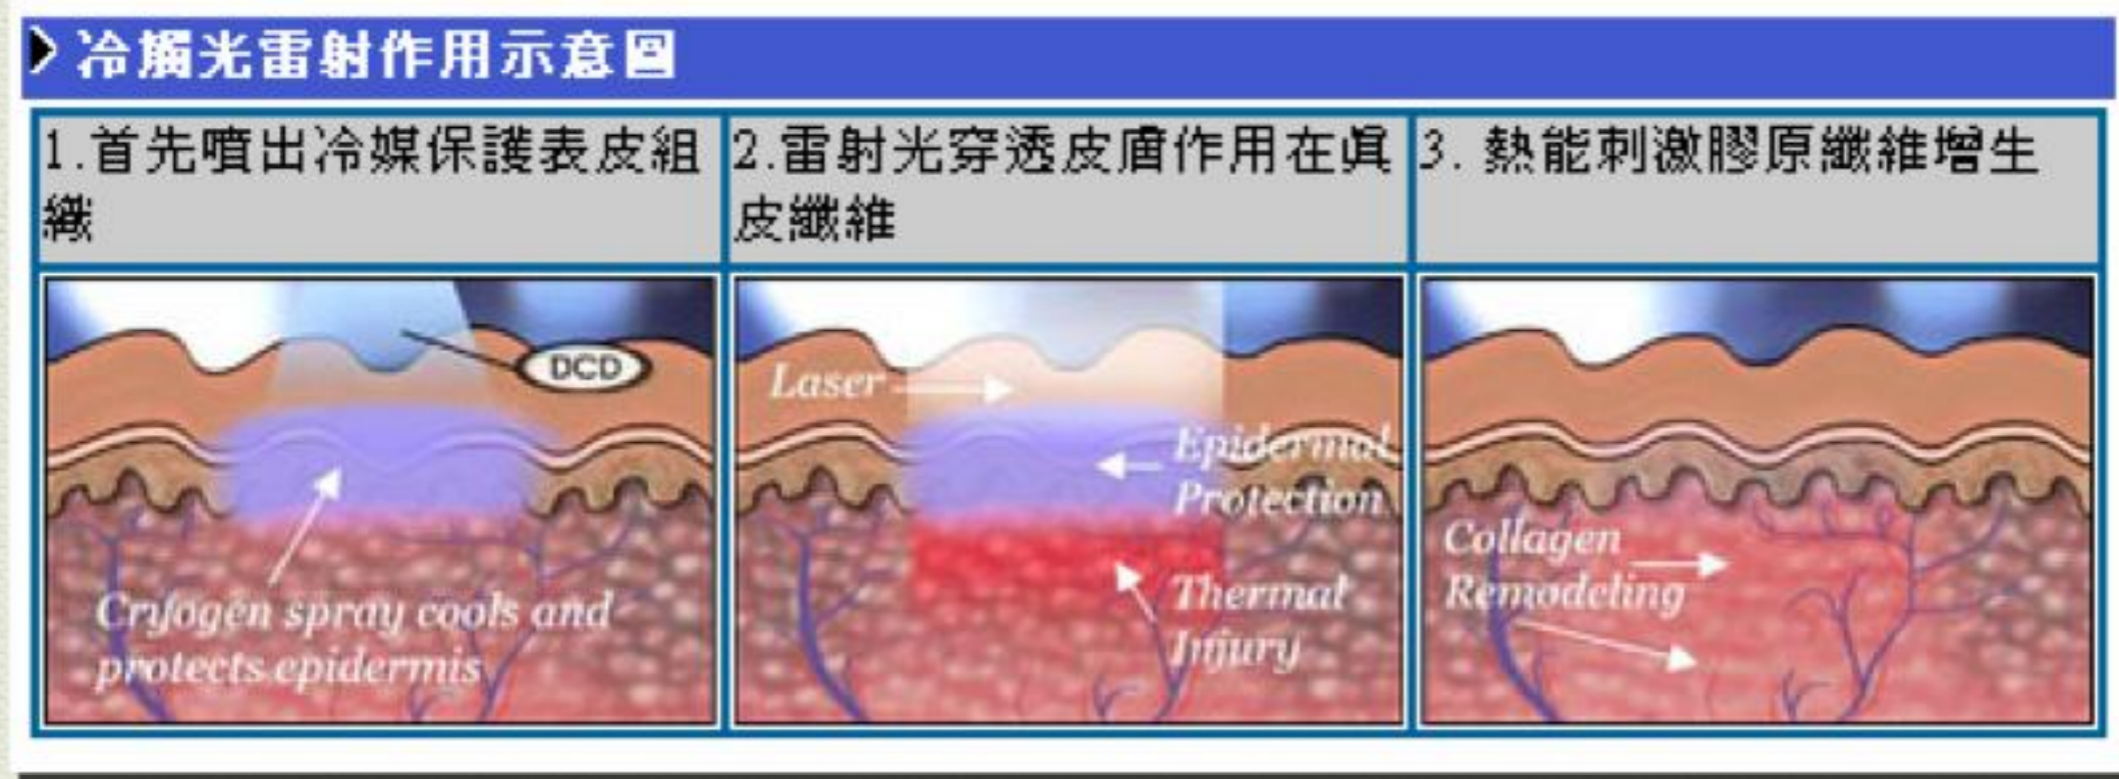 冷觸光雷射作用示意圖
1.首先噴出冷媒保護表皮組
織
2.雷射光穿透皮膚作用在眞
皮纖維
3. 熱能刺激膠原纖維增生
DCD
Cryogen spray cools and
protects epidermis
Laser
Epidermal
Protection
Thermal
Injury
Collagen
Remodeling